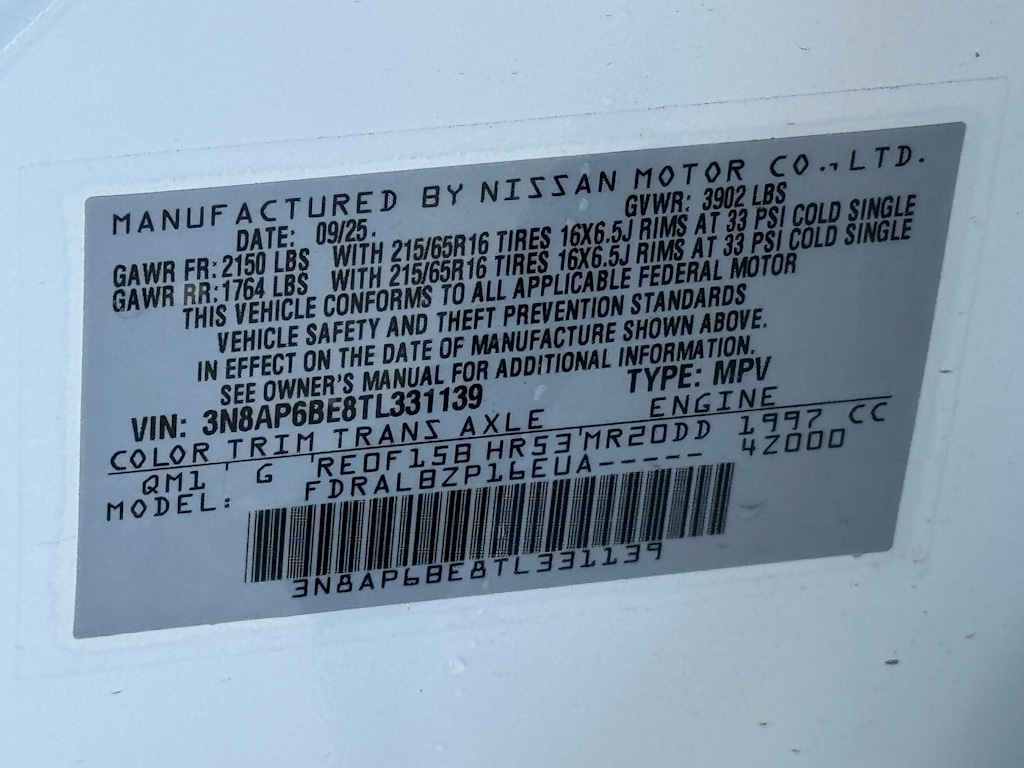 MANUFACTURED BY NISSAN MOTOR CO., LTD.
DATE: 09/25. GVWR: 3902 LBS
GAWR FR: 2150 LBS WITH 215/65R16 TIRES 16X6.5J RIMS AT 33 PSI COLD SINGLE
GAWR RR: 1764 LBS WITH 215/65R16 TIRES 16X6.5J RIMS AT 33 PSI COLD SINGLE
THIS VEHICLE CONFORMS TO ALL APPLICABLE FEDERAL MOTOR
VEHICLE SAFETY AND THEFT PREVENTION STANDARDS
IN EFFECT ON THE DATE OF MANUFACTURE SHOWN ABOVE.
SEE OWNER'S MANUAL FOR ADDITIONAL INFORMATION.
VIN: 3N8AP6BE8TL331139 TYPE: MPV
COLOR TRIM TRANS AXLE ENGINE
QM1 G RE0F15B HR53 MR20DD 1997 CC
MODEL: FDRALBZP16EUA----- 4Z000
3N8AP6BE8TL331139